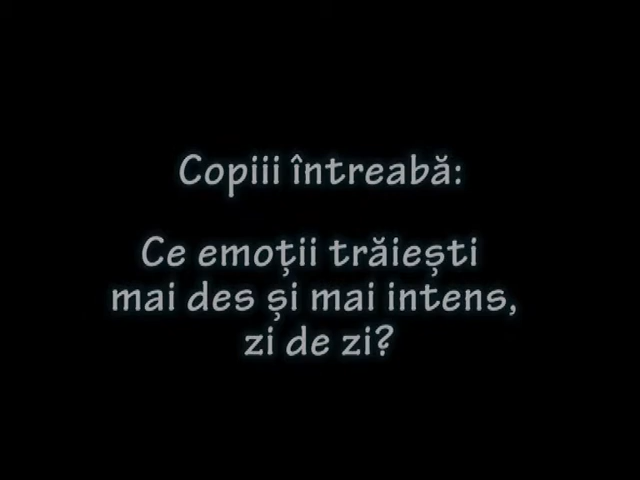 Copiii întreabă:
Ce emoții trăiești
mai des și mai intens,
zi de zi?